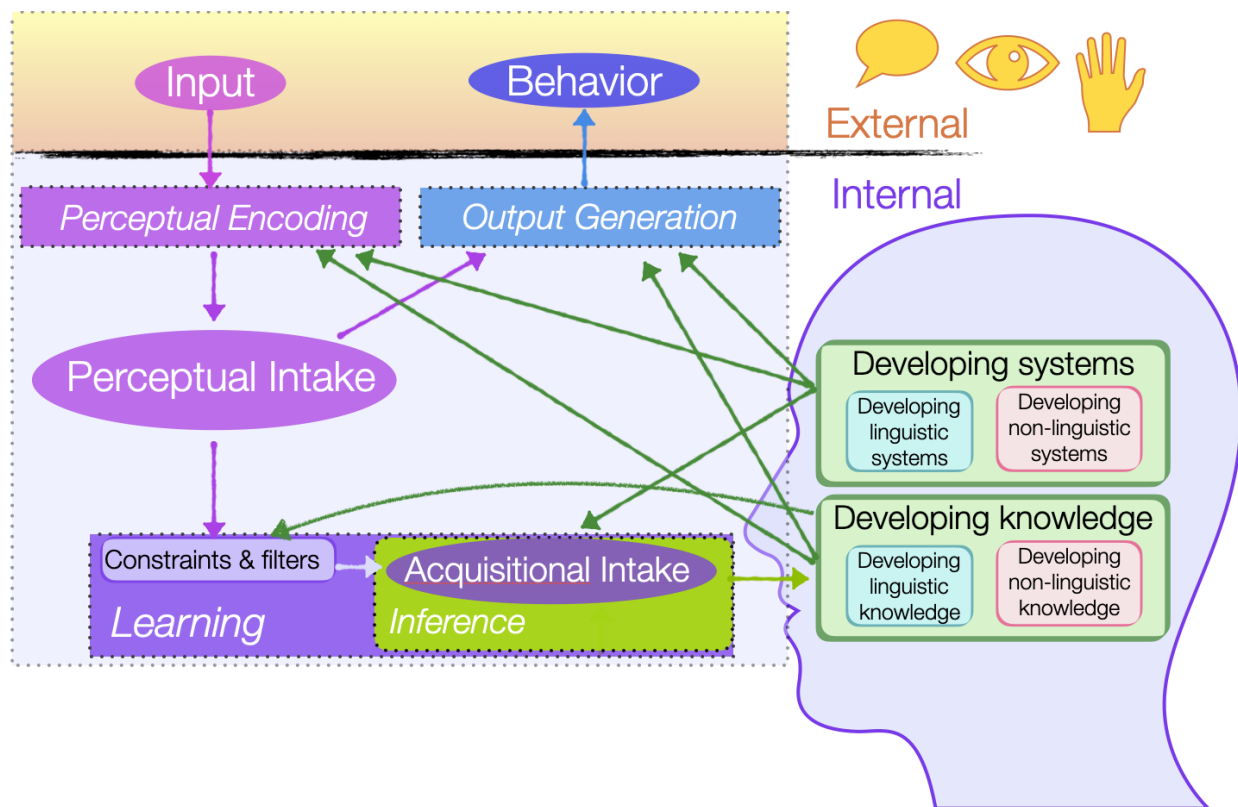 Input
Behavior
External
Internal
Perceptual Encoding
Output Generation
Perceptual Intake
Developing systems
Developing
linguistic
systems
Developing
non-linguistic
systems
Developing knowledge
Developing
linguistic
knowledge
Developing
non-linguistic
knowledge
Constraints & filters
Acquisitional Intake
Learning
Inference